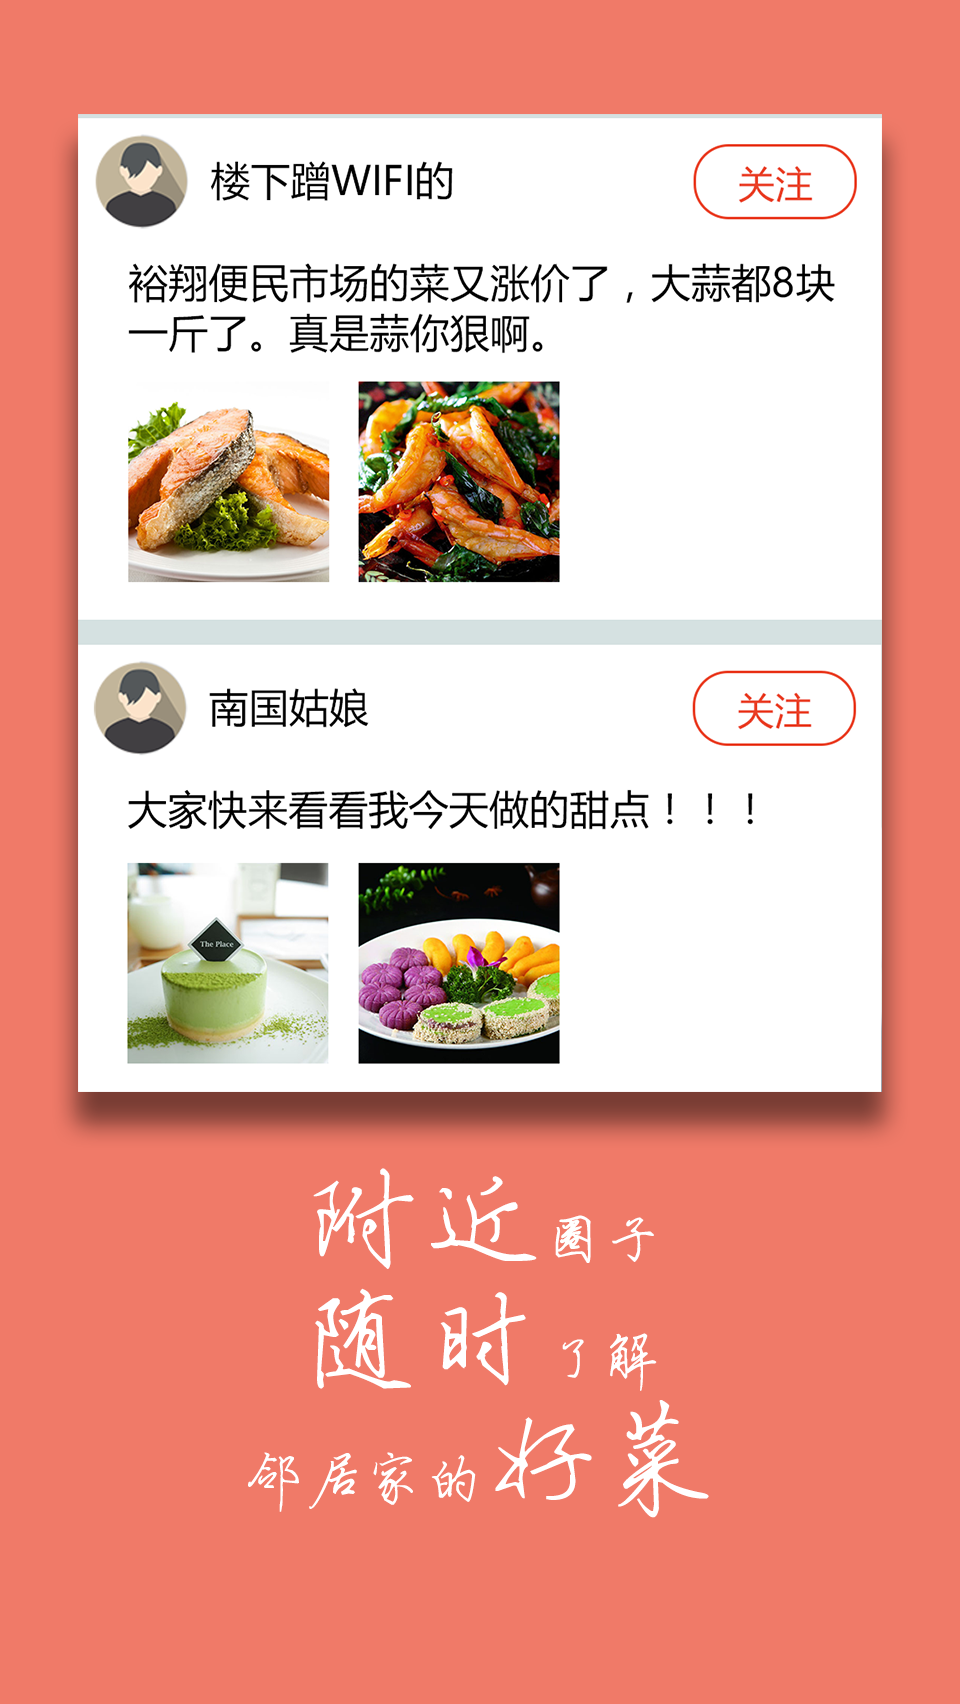 楼下蹭WIFI的
关注
裕翔便民市场的菜又涨价了，大蒜都8块
一斤了。真是蒜你狠啊。
南国姑娘
关注
大家快来看看我今天做的甜点！！！
The Place
附近圈子
随时了解
邻居家的好菜